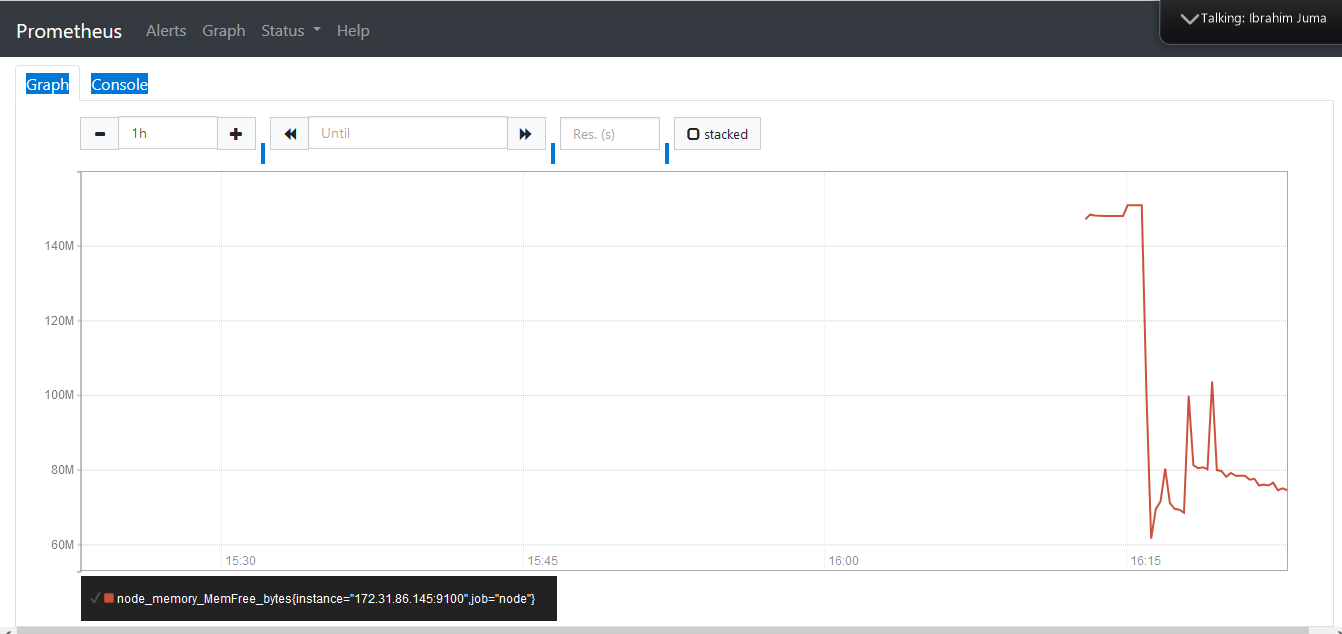 Prometheus Alerts Graph Status Help
Talking: Ibrahim Juma
Graph Console
1h Until Res. (s) stacked
140M
120M
100M
80M
60M
15:30 15:45 16:00 16:15
node_memory_MemFree_bytes{instance="172.31.86.145:9100",job="node"}